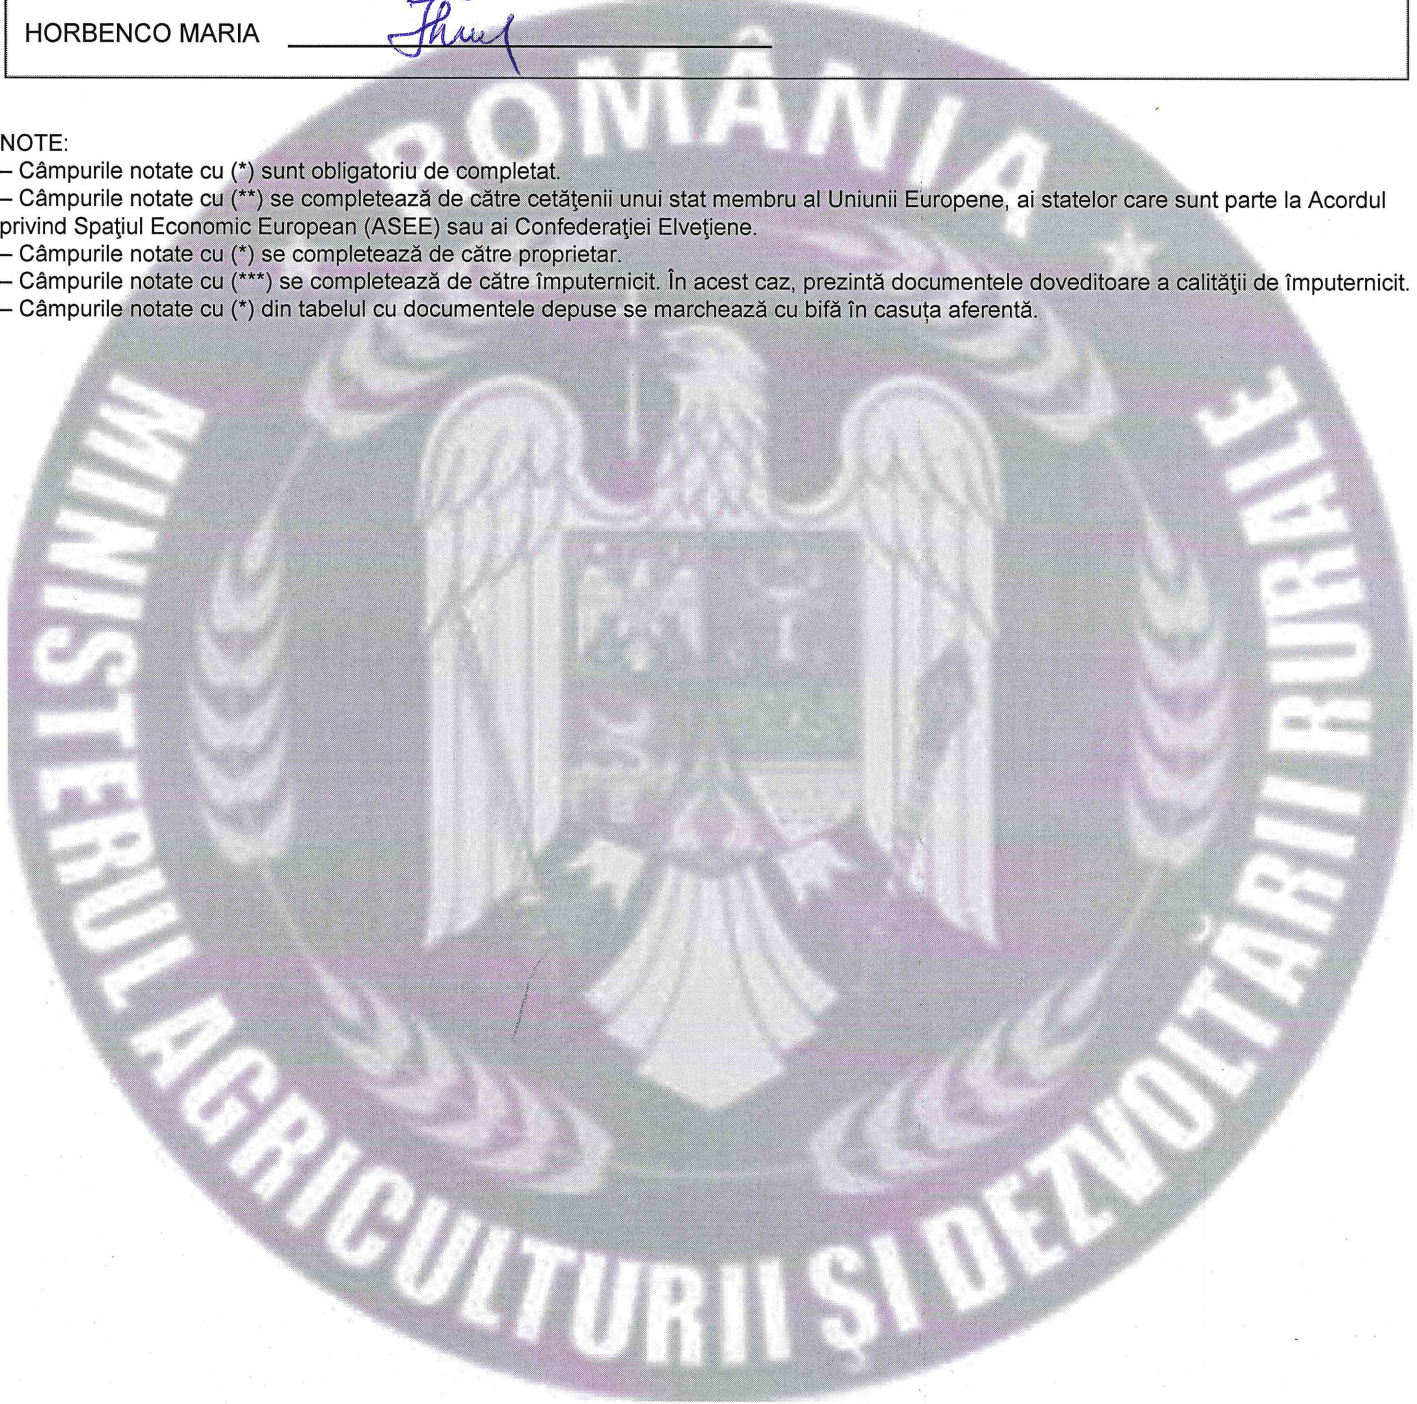 HORBENCO MARIA
NOTE:
– Câmpurile notate cu (*) sunt obligatoriu de completat.
– Câmpurile notate cu (**) se completează de către cetăţenii unui stat membru al Uniunii Europene, ai statelor care sunt parte la Acordul
privind Spaţiul Economic European (ASEE) sau ai Confederaţiei Elveţiene.
– Câmpurile notate cu (*) se completează de către proprietar.
– Câmpurile notate cu (***) se completează de către împuternicit. În acest caz, prezintă documentele doveditoare a calităţii de împuternicit.
– Câmpurile notate cu (*) din tabelul cu documentele depuse se marchează cu bifă în casuța aferentă.
ROMÂNIA
MINISTERUL AGRICULTURII ŞI DEZVOLTĂRII RURALE